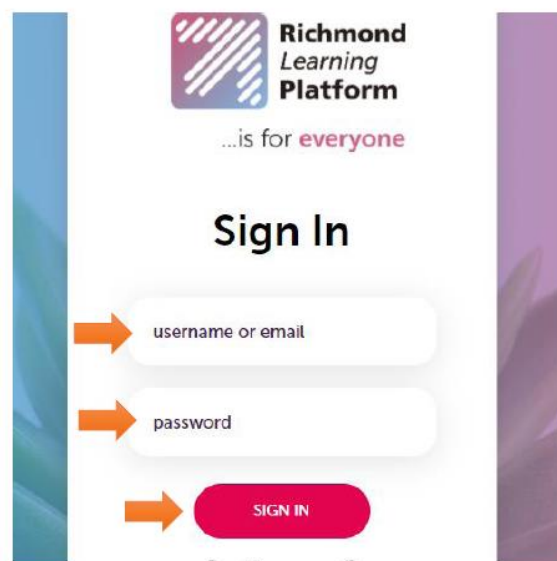 Richmond
Learning
Platform
...is for everyone
Sign In
username or email
password
SIGN IN